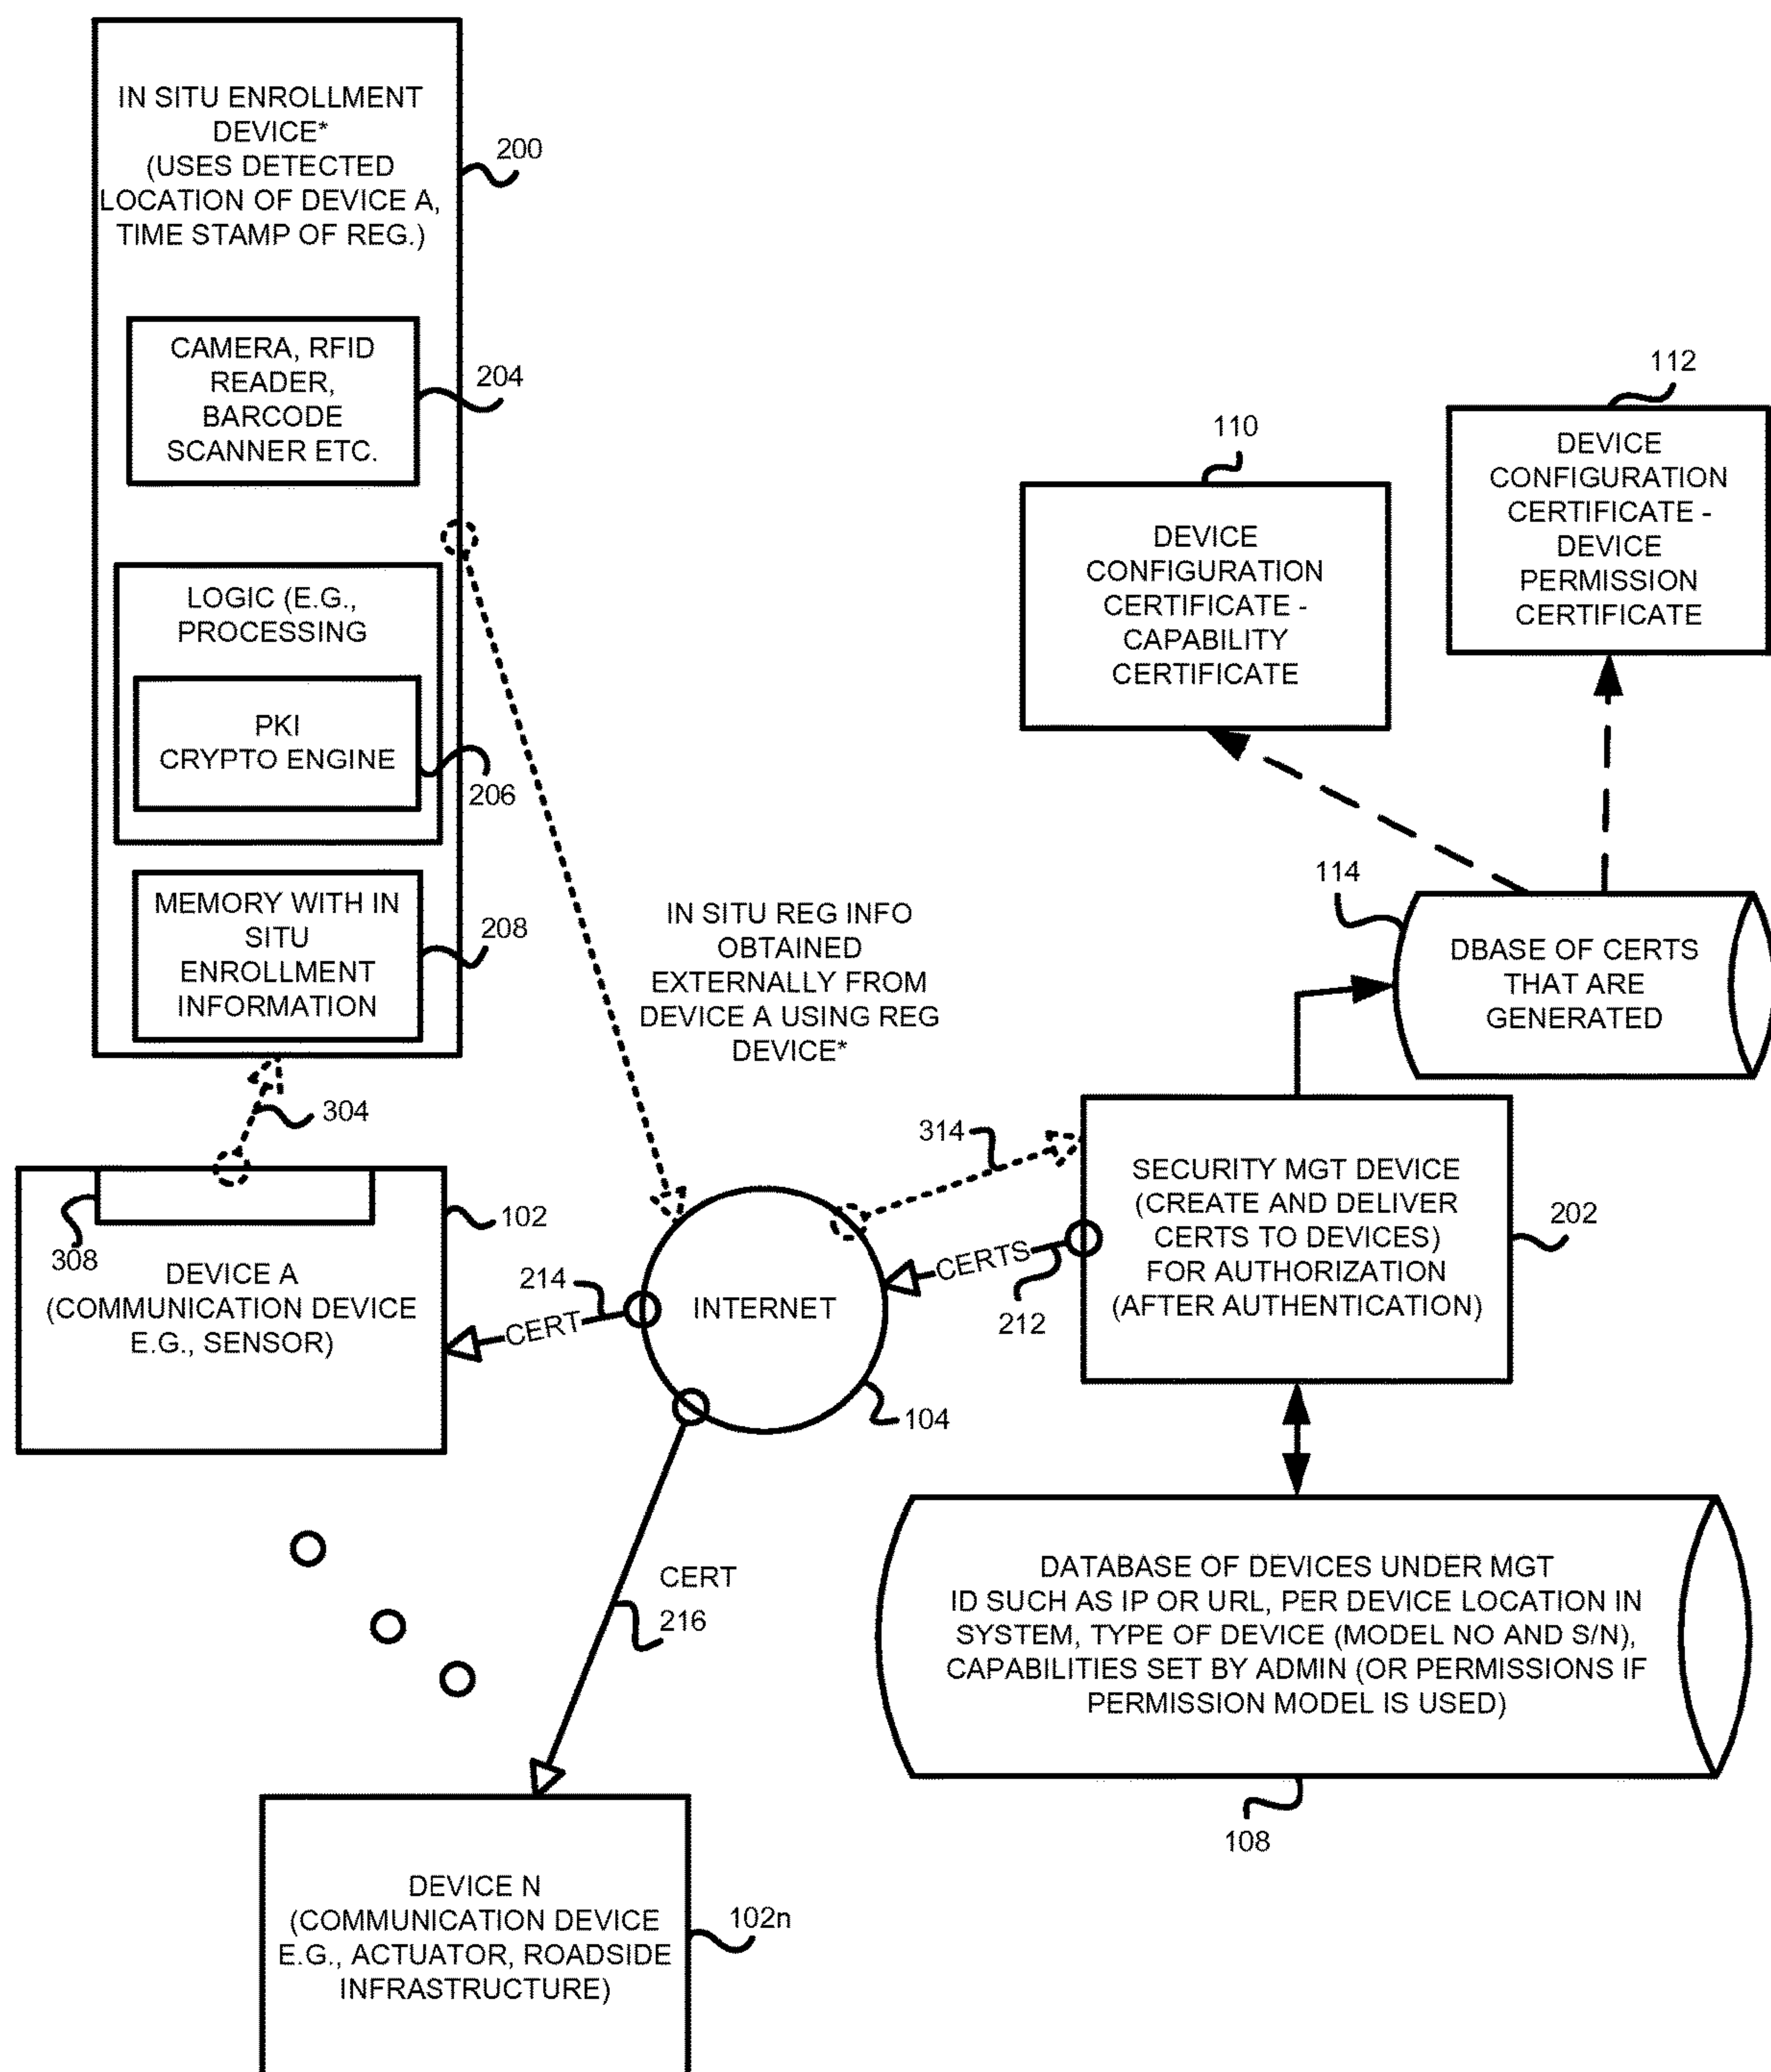 IN SITU ENROLLMENT
DEVICE*
(USES DETECTED
LOCATION OF DEVICE A,
TIME STAMP OF REG.)
200
CAMERA, RFID
READER,
BARCODE
SCANNER ETC.
204
LOGIC (E.G.,
PROCESSING
PKI
CRYPTO ENGINE
206
MEMORY WITH IN
SITU
ENROLLMENT
INFORMATION
208
304
308
102
DEVICE A
(COMMUNICATION DEVICE
E.G., SENSOR)
IN SITU REG INFO
OBTAINED
EXTERNALLY FROM
DEVICE A USING REG
DEVICE*
110
DEVICE
CONFIGURATION
CERTIFICATE -
CAPABILITY
CERTIFICATE
112
DEVICE
CONFIGURATION
CERTIFICATE -
DEVICE
PERMISSION
CERTIFICATE
114
DBASE OF CERTS
THAT ARE
GENERATED
314
SECURITY MGT DEVICE
(CREATE AND DELIVER
CERTS TO DEVICES)
FOR AUTHORIZATION
(AFTER AUTHENTICATION)
202
CERTS
212
214
CERT
INTERNET
104
CERT
216
DATABASE OF DEVICES UNDER MGT
ID SUCH AS IP OR URL, PER DEVICE LOCATION IN
SYSTEM, TYPE OF DEVICE (MODEL NO AND S/N),
CAPABILITIES SET BY ADMIN (OR PERMISSIONS IF
PERMISSION MODEL IS USED)
108
DEVICE N
(COMMUNICATION DEVICE
E.G., ACTUATOR, ROADSIDE
INFRASTRUCTURE)
102n